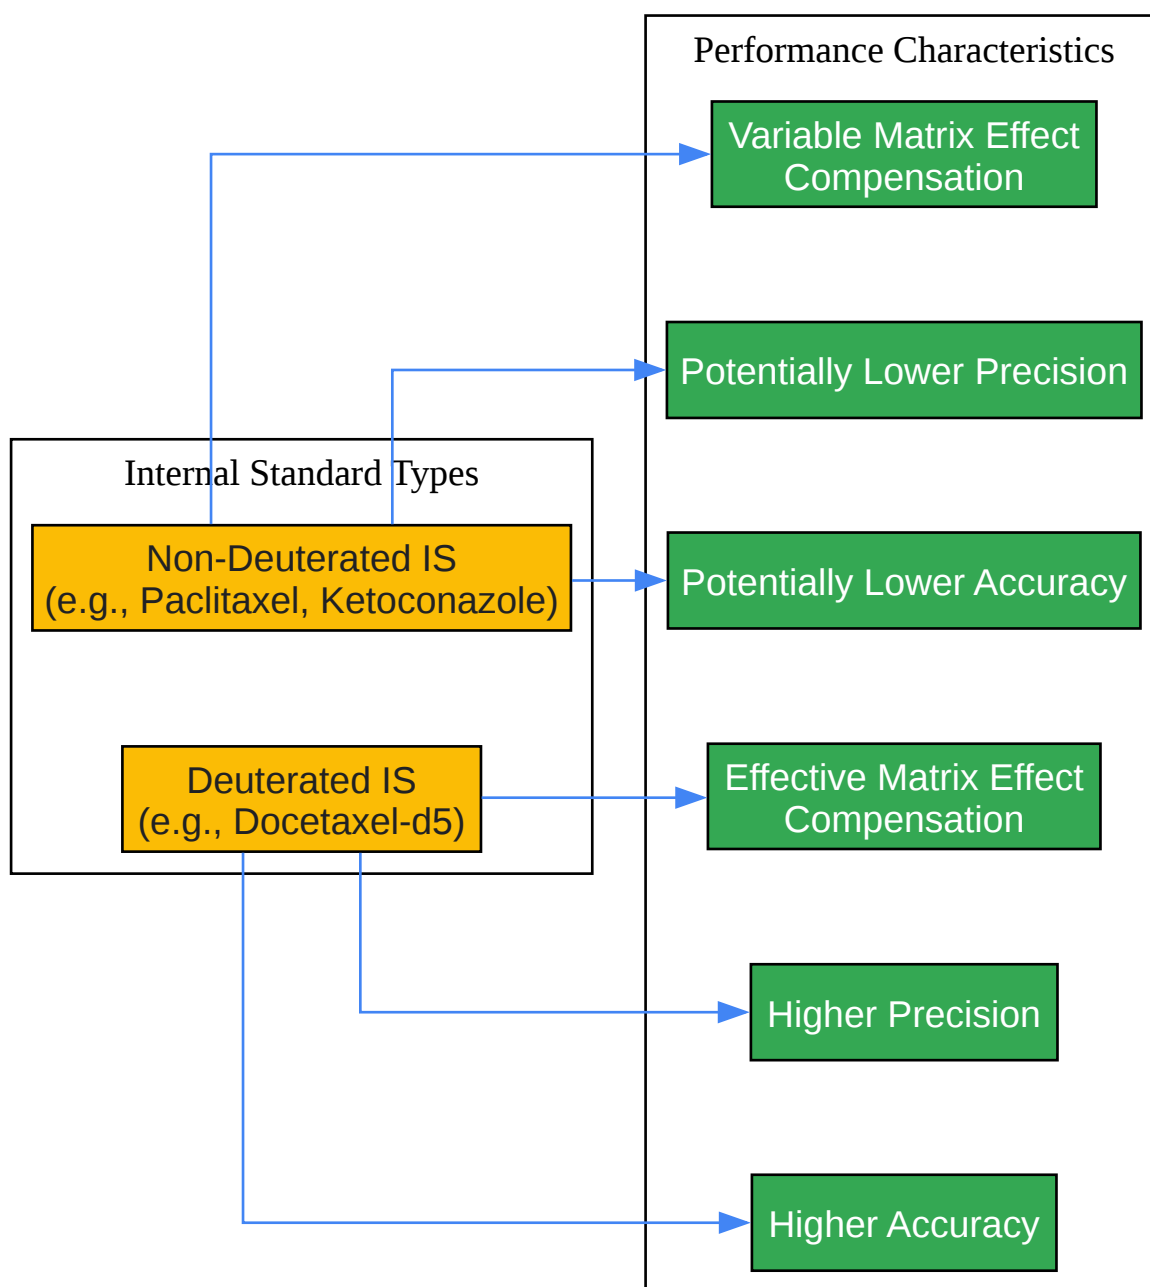 Performance Characteristics
Variable Matrix Effect
Compensation
Potentially Lower Precision
Internal Standard Types
Non-Deuterated IS
(e.g., Paclitaxel, Ketoconazole)
Potentially Lower Accuracy
Deuterated IS
(e.g., Docetaxel-d5)
Effective Matrix Effect
Compensation
Higher Precision
Higher Accuracy